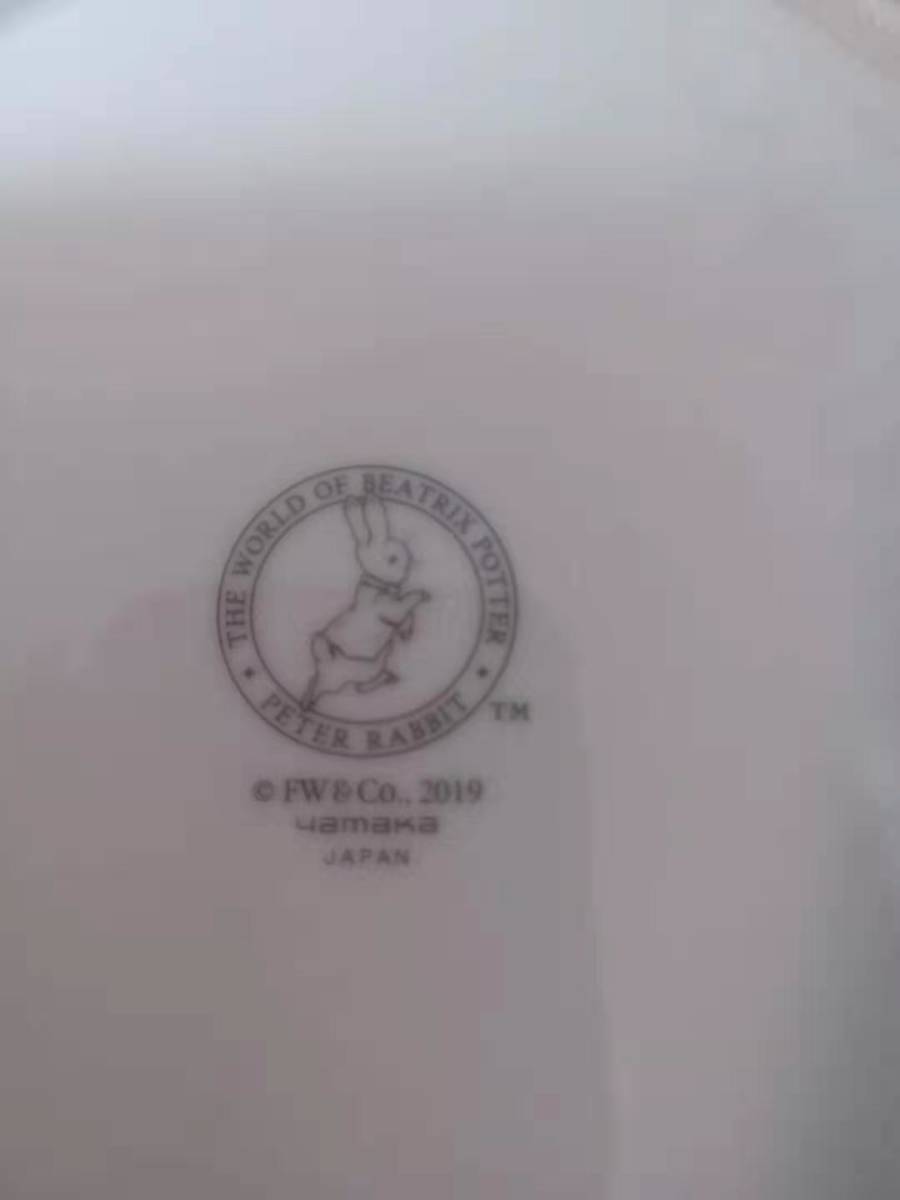 THE WORLD OF BEATRIX POTTER
PETER RABBIT
TM
© FW & Co., 2019
yamaka
JAPAN